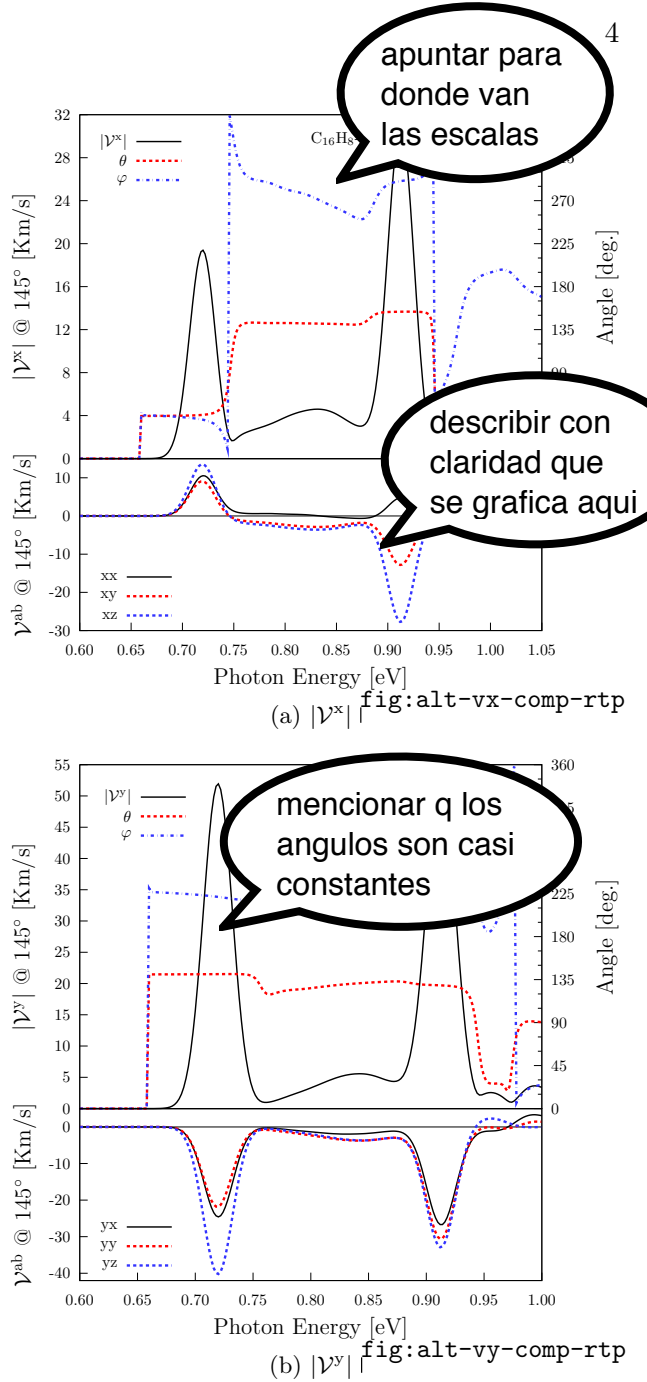 4
apuntar para
donde van
las escalas
32
28
24
20
16
12
8
4
0
|𝒱ˣ| @ 145° [Km/s]
|𝒱ˣ|
θ
φ
C₁₆H₈
270
225
180
135
90
Angle [deg.]
describir con
claridad que
se grafica aqui
10
0
-10
-20
-30
𝒱ᵃᵇ @ 145° [Km/s]
xx
xy
xz
0.60 0.65 0.70 0.75 0.80 0.85 0.90 0.95 1.00 1.05
Photon Energy [eV]
(a) |𝒱ˣ|
fig:alt-vx-comp-rtp
55
50
45
40
35
30
25
20
15
10
5
0
|𝒱ʸ| @ 145° [Km/s]
|𝒱ʸ|
θ
φ
mencionar q los
angulos son casi
constantes
360
225
180
135
90
45
0
Angle [deg.]
0
-10
-20
-30
-40
𝒱ᵃᵇ @ 145° [Km/s]
yx
yy
yz
0.60 0.65 0.70 0.75 0.80 0.85 0.90 0.95 1.00
Photon Energy [eV]
(b) |𝒱ʸ|
fig:alt-vy-comp-rtp